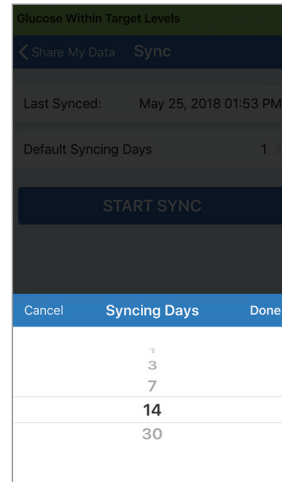 Glucose Within Target Levels
Share My Data Sync
Last Synced: May 25, 2018 01:53 PM
Default Syncing Days 1
START SYNC
Cancel Syncing Days Done
1
3
7
14
30